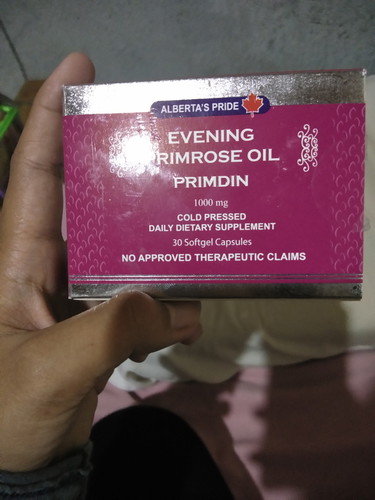 ALBERTA'S PRIDE
EVENING
PRIMROSE OIL
PRIMDIN
1000 mg
COLD PRESSED
DAILY DIETARY SUPPLEMENT
30 Softgel Capsules
NO APPROVED THERAPEUTIC CLAIMS